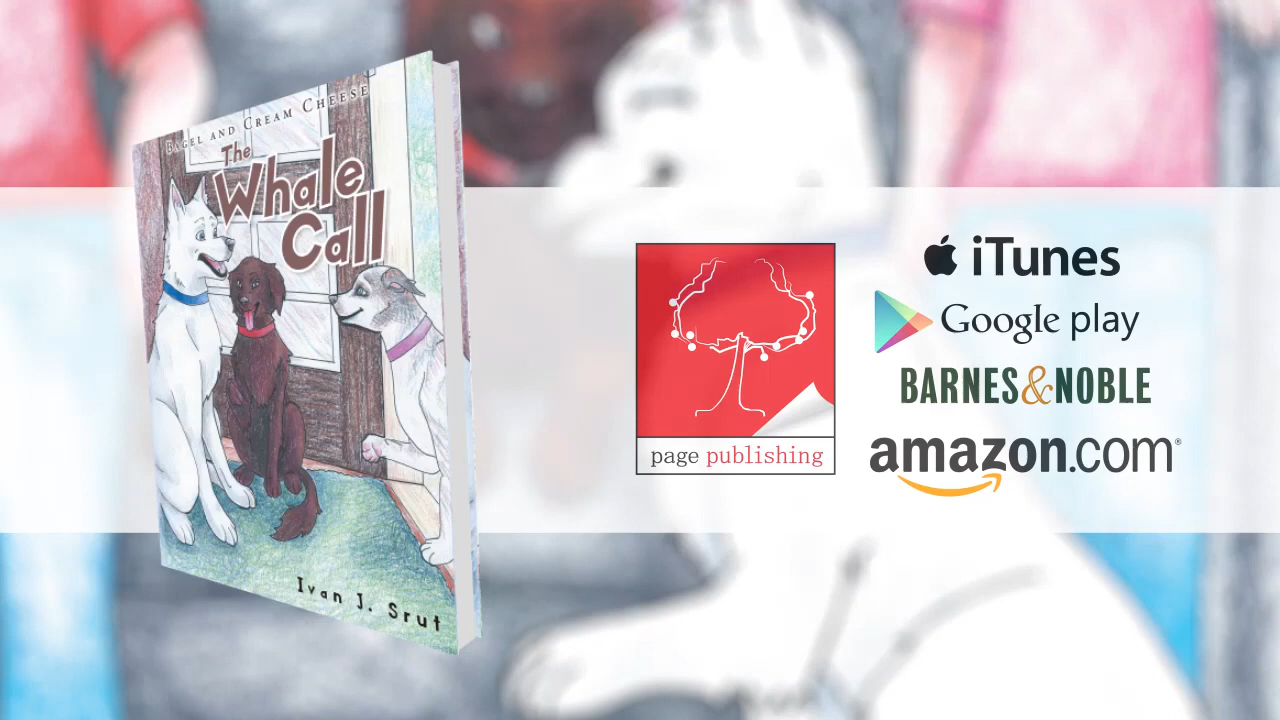 BAGEL AND CREAM CHEESE
The
Whale
Call
Ivan J. Srut
page publishing
iTunes
Google play
BARNES&NOBLE
amazon.com®